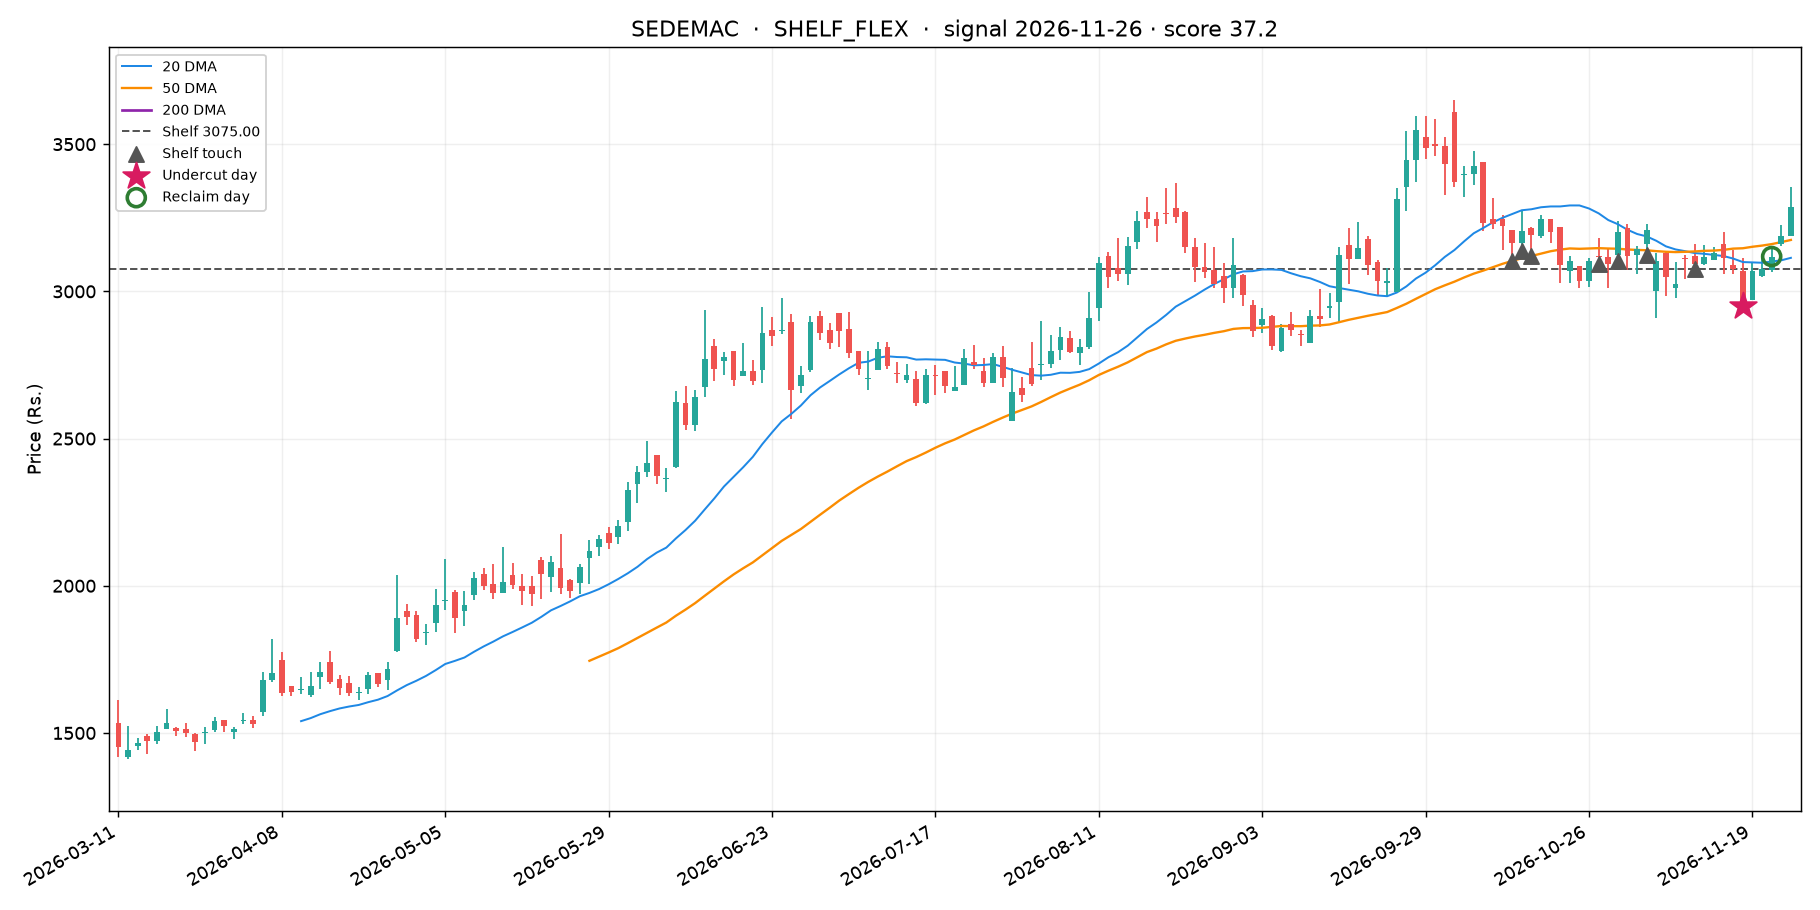 SEDEMAC · SHELF_FLEX · signal 2026-11-26 · score 37.2
20 DMA
50 DMA
200 DMA
Shelf 3075.00
Shelf touch
Undercut day
Reclaim day
Price (Rs.)
3500
3000
2500
2000
1500
2026-03-11
2026-04-08
2026-05-05
2026-05-29
2026-06-23
2026-07-17
2026-08-11
2026-09-03
2026-09-29
2026-10-26
2026-11-19